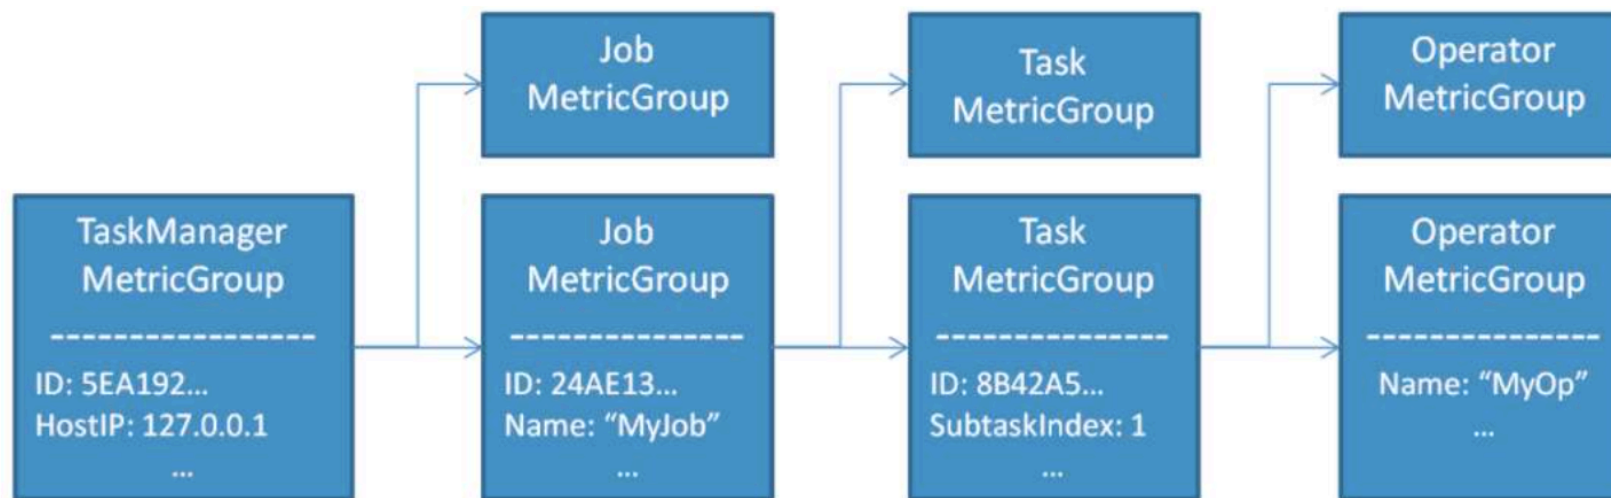 Job
MetricGroup
Task
MetricGroup
Operator
MetricGroup
TaskManager
MetricGroup
------------------
ID: 5EA192...
HostIP: 127.0.0.1
...
Job
MetricGroup
----------------
ID: 24AE13...
Name: “MyJob”
...
Task
MetricGroup
----------------
ID: 8B42A5...
SubtaskIndex: 1
...
Operator
MetricGroup
----------------
Name: “MyOp”
...